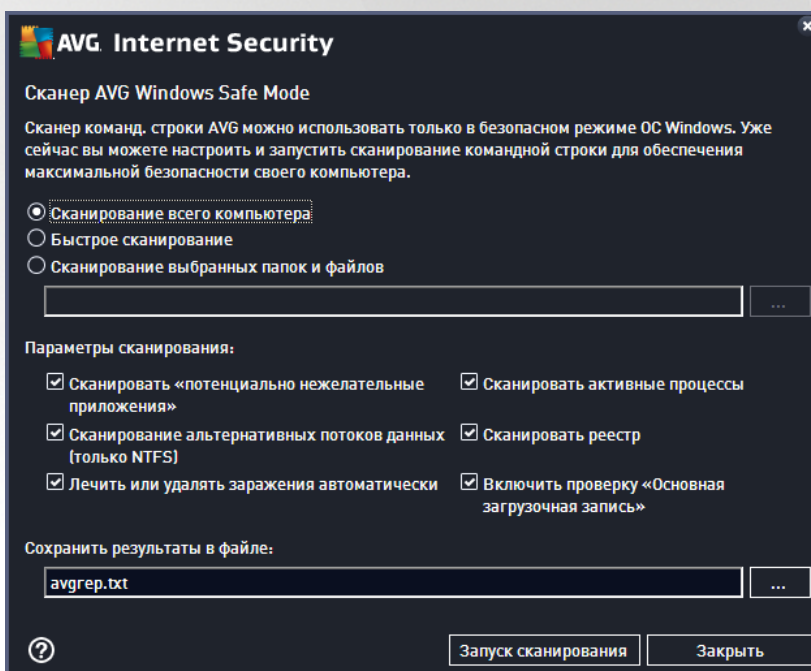 AVG. Internet Security
Сканер AVG Windows Safe Mode
Сканер команд. строки AVG можно использовать только в безопасном режиме ОС Windows. Уже
сейчас вы можете настроить и запустить сканирование командной строки для обеспечения
максимальной безопасности своего компьютера.
Сканирование всего компьютера
Быстрое сканирование
Сканирование выбранных папок и файлов
...
Параметры сканирования:
Сканировать «потенциально нежелательные
приложения»
Сканировать активные процессы
Сканирование альтернативных потоков данных
(только NTFS)
Сканировать реестр
Лечить или удалять заражения автоматически
Включить проверку «Основная
загрузочная запись»
Сохранить результаты в файле:
avgrep.txt
...
?
Запуск сканирования
Закрыть